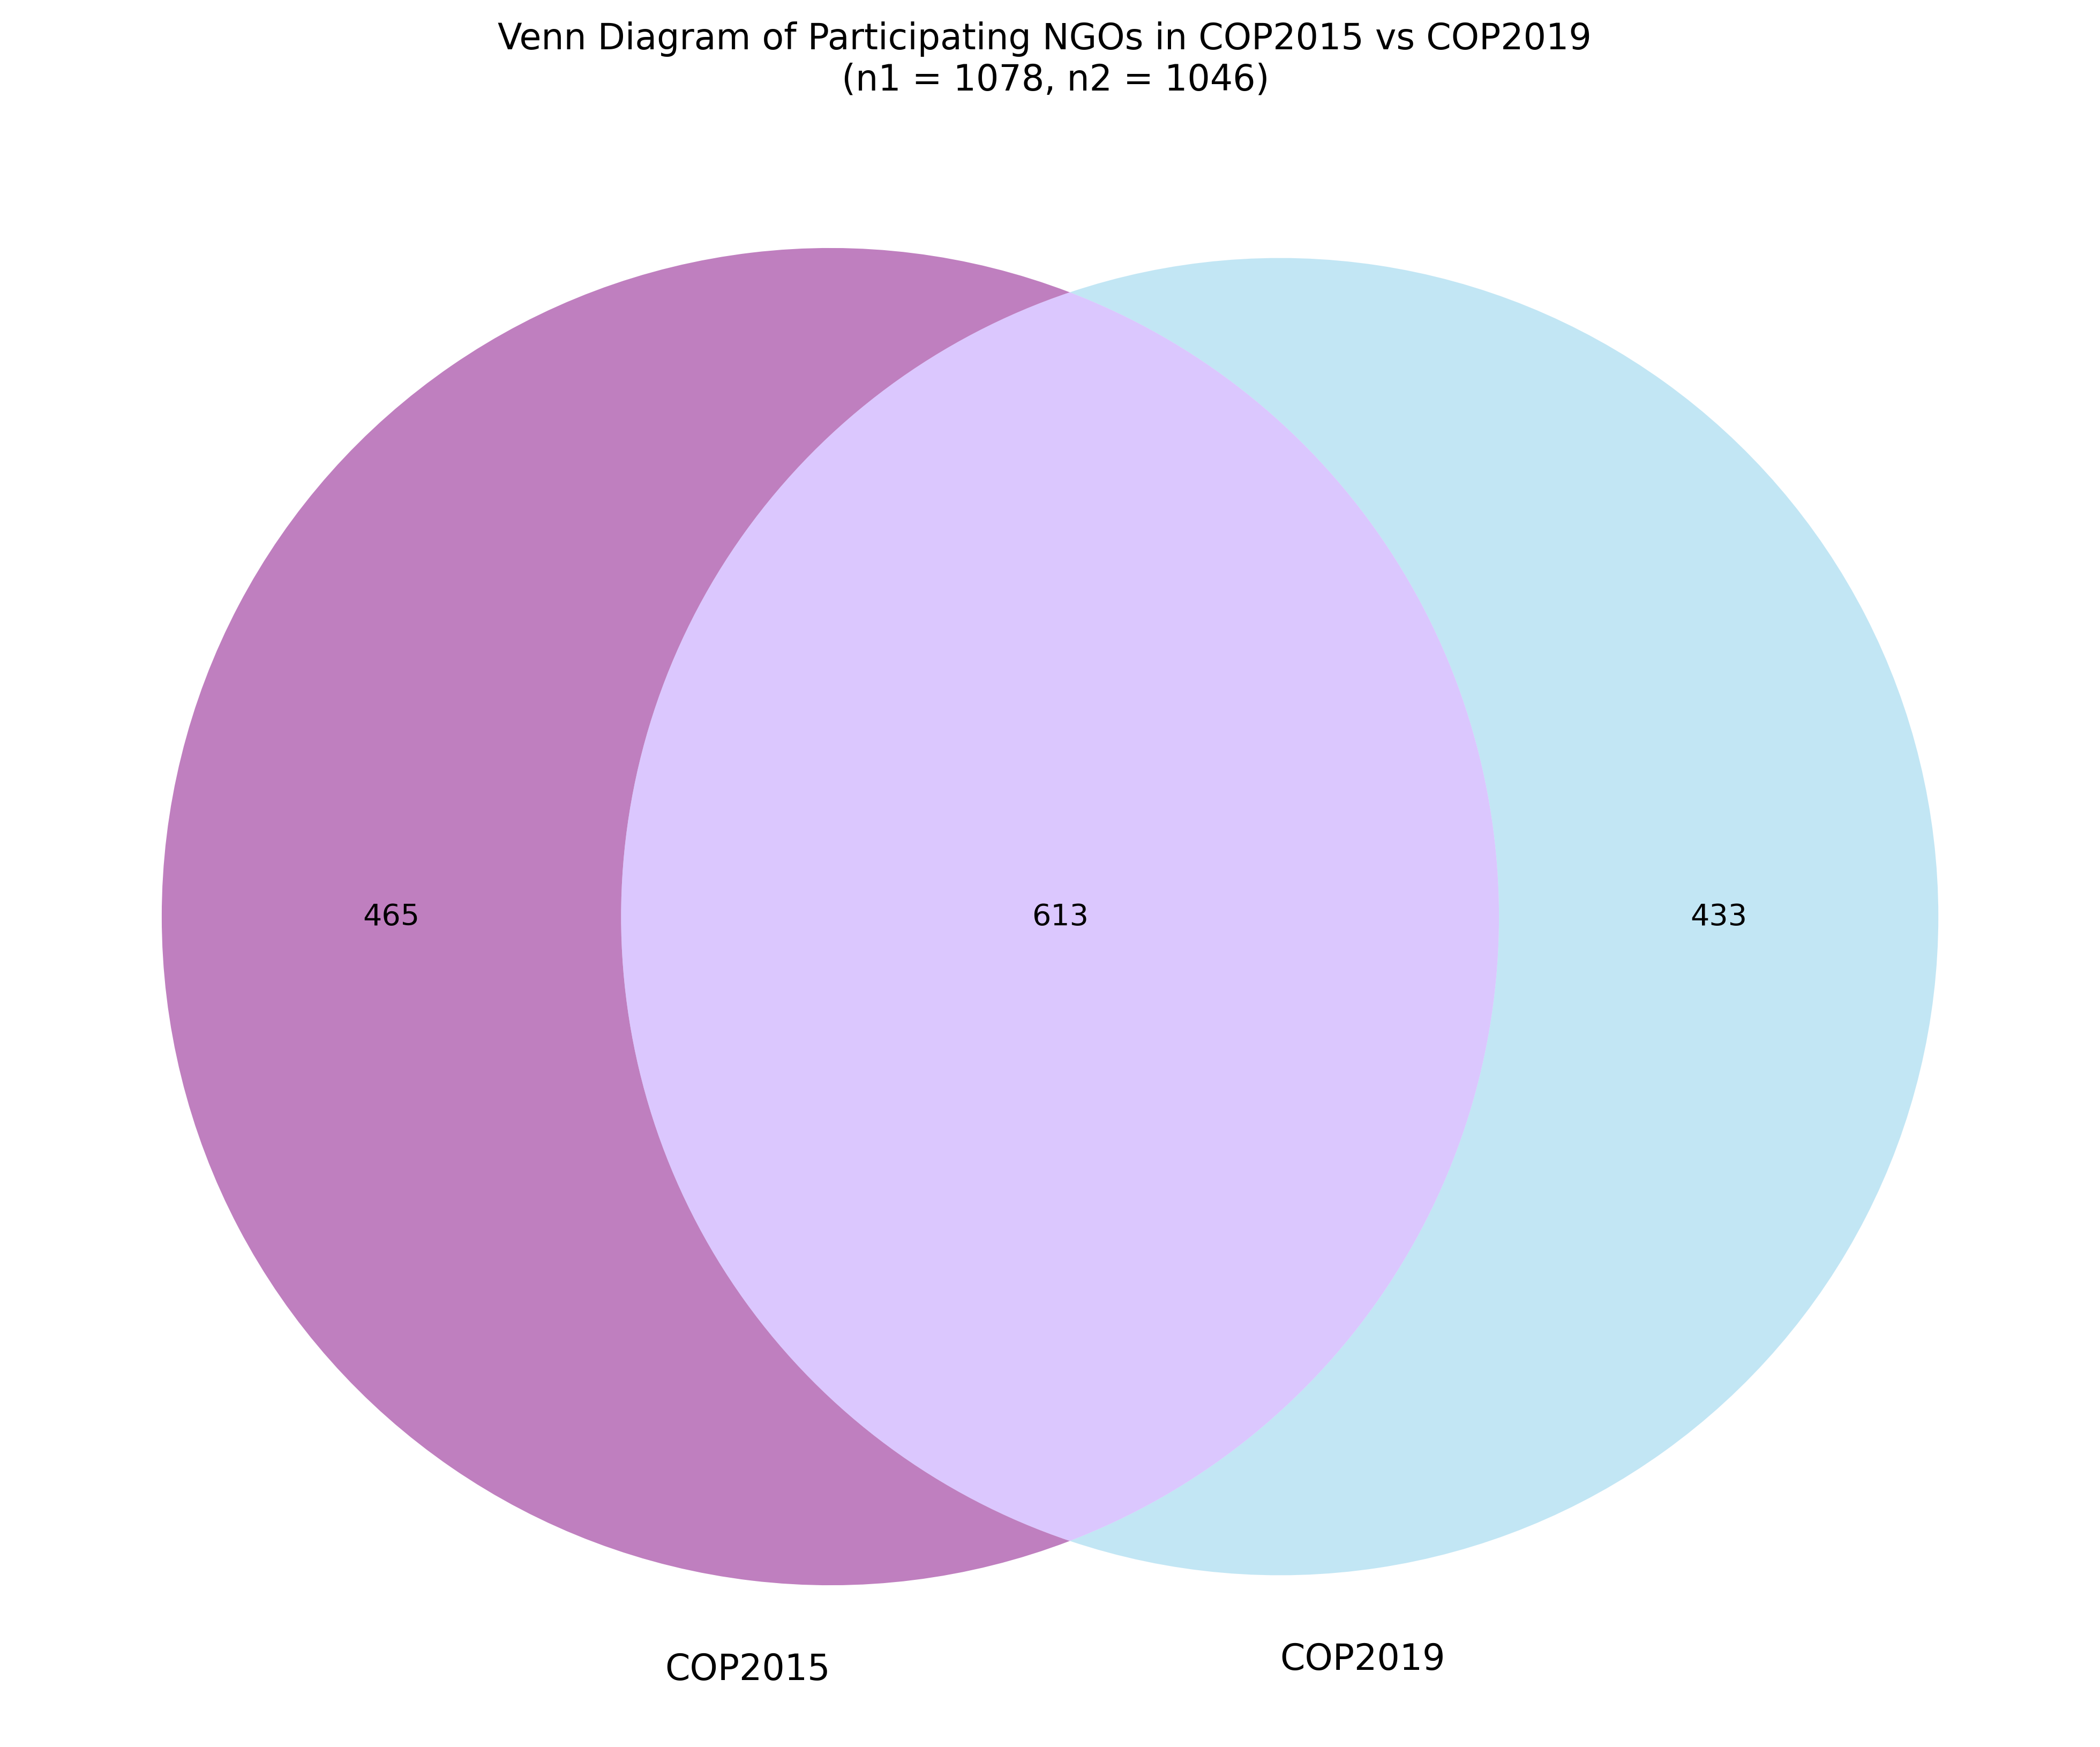 Venn Diagram of Participating NGOs in COP2015 vs COP2019
(n1 = 1078, n2 = 1046)
465
613
433
COP2015
COP2019